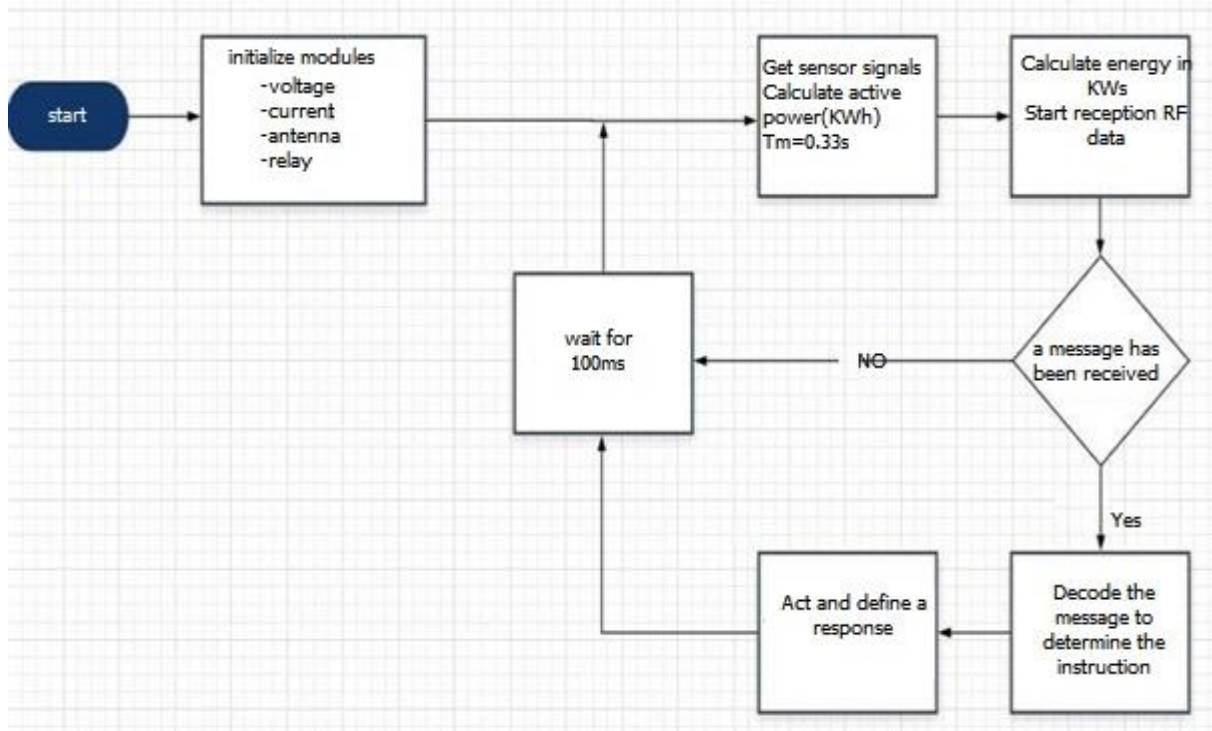 start
initialize modules
-voltage
-current
-antenna
-relay
Get sensor signals
Calculate active
power(KWh)
Tm=0.33s
Calculate energy in
KWs
Start reception RF
data
a message has
been received
NO
wait for
100ms
Yes
Decode the
message to
determine the
instruction
Act and define a
response